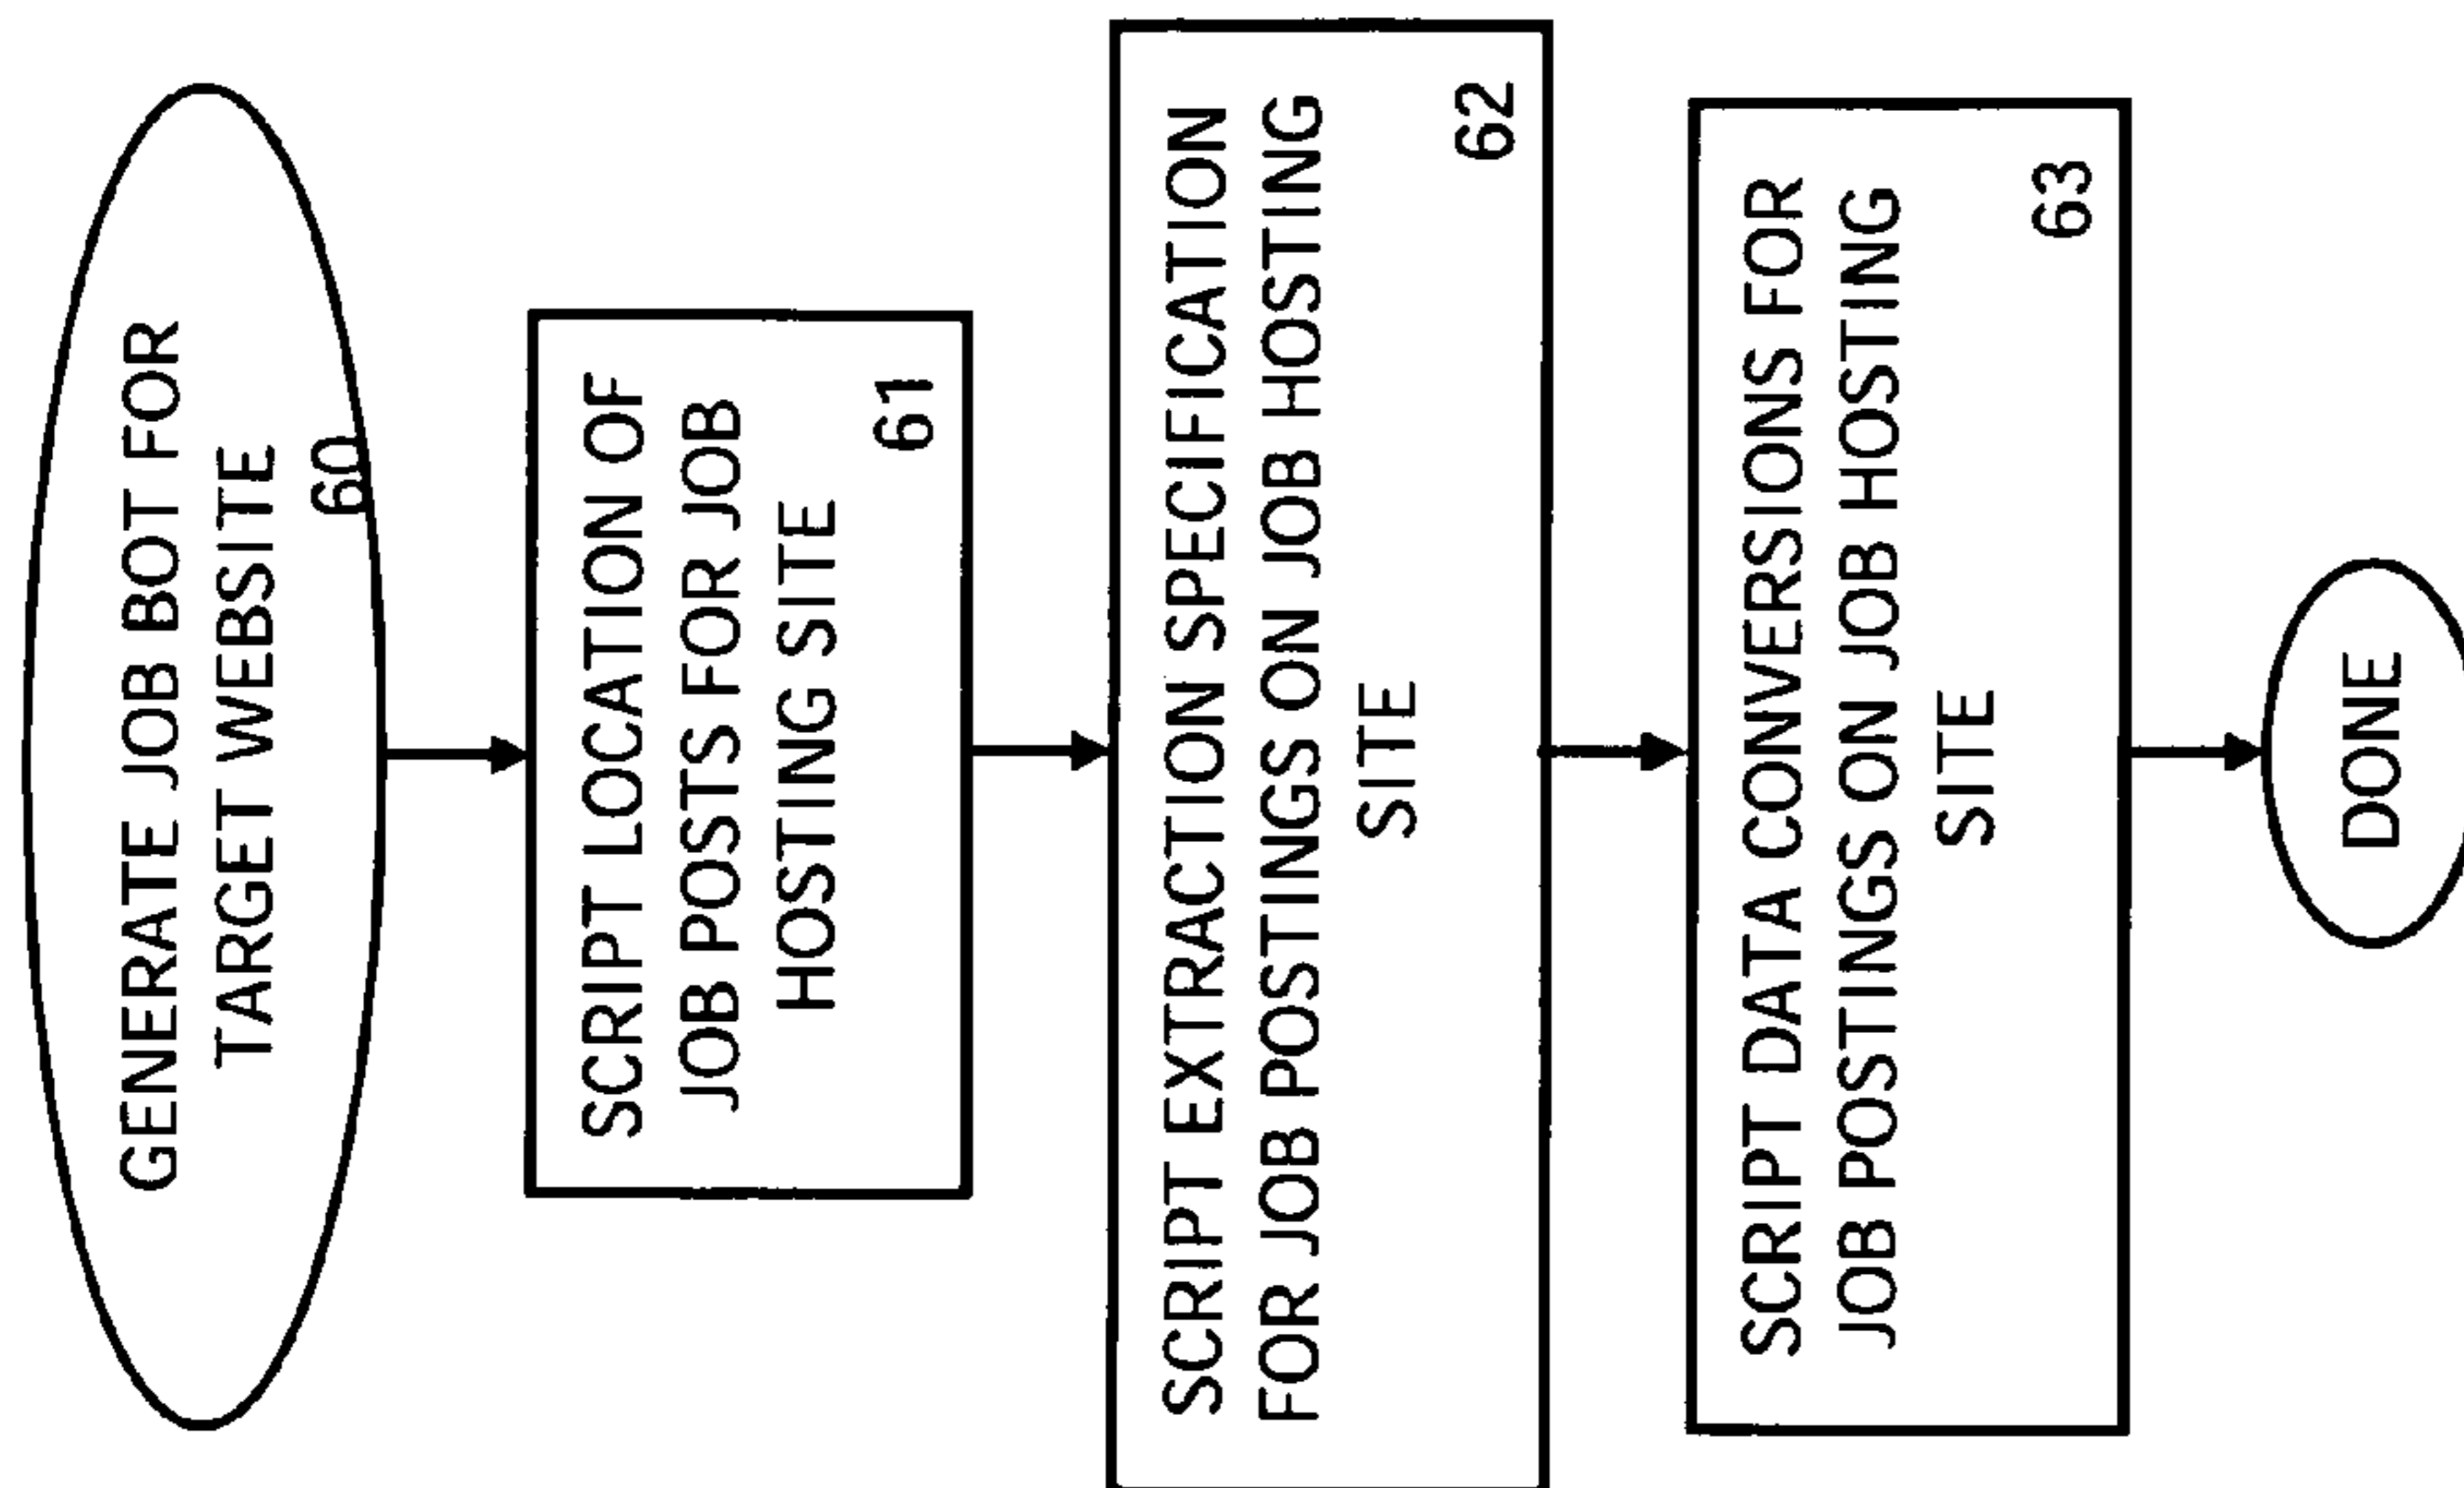 GENERATE JOB BOT FOR
TARGET WEBSITE
60
SCRIPT LOCATION OF
JOB POSTS FOR JOB
HOSTING SITE
61
SCRIPT EXTRACTION SPECIFICATION
FOR JOB POSTINGS ON JOB HOSTING
SITE
62
SCRIPT DATA CONVERSIONS FOR
JOB POSTINGS ON JOB HOSTING
SITE
63
DONE